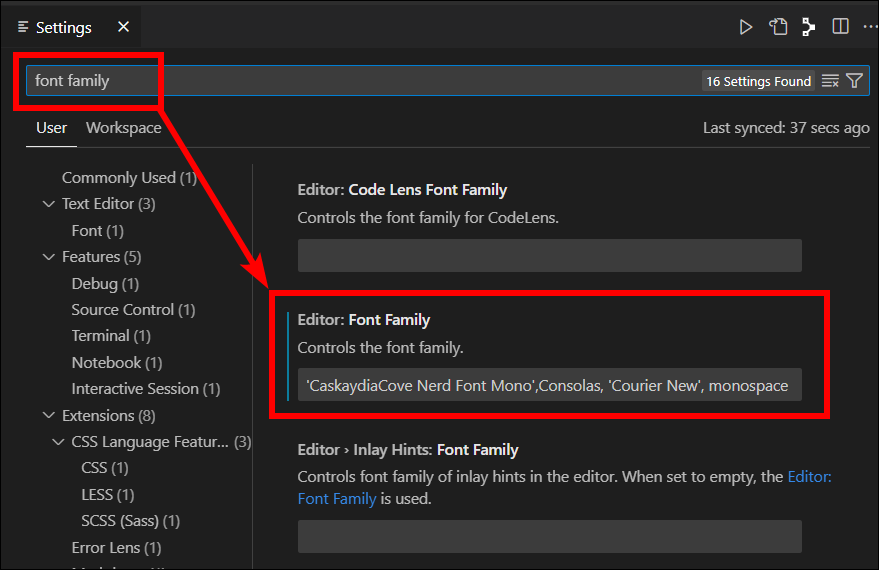 Settings
font family
16 Settings Found
User
Workspace
Last synced: 37 secs ago
Commonly Used (1)
Text Editor (3)
Font (1)
Features (5)
Debug (1)
Source Control (1)
Terminal (1)
Notebook (1)
Interactive Session (1)
Extensions (8)
CSS Language Featur... (3)
CSS (1)
LESS (1)
SCSS (Sass) (1)
Error Lens (1)
Editor: Code Lens Font Family
Controls the font family for CodeLens.
Editor: Font Family
Controls the font family.
'CaskaydiaCove Nerd Font Mono',Consolas, 'Courier New', monospace
Editor › Inlay Hints: Font Family
Controls font family of inlay hints in the editor. When set to empty, the Editor:
Font Family is used.